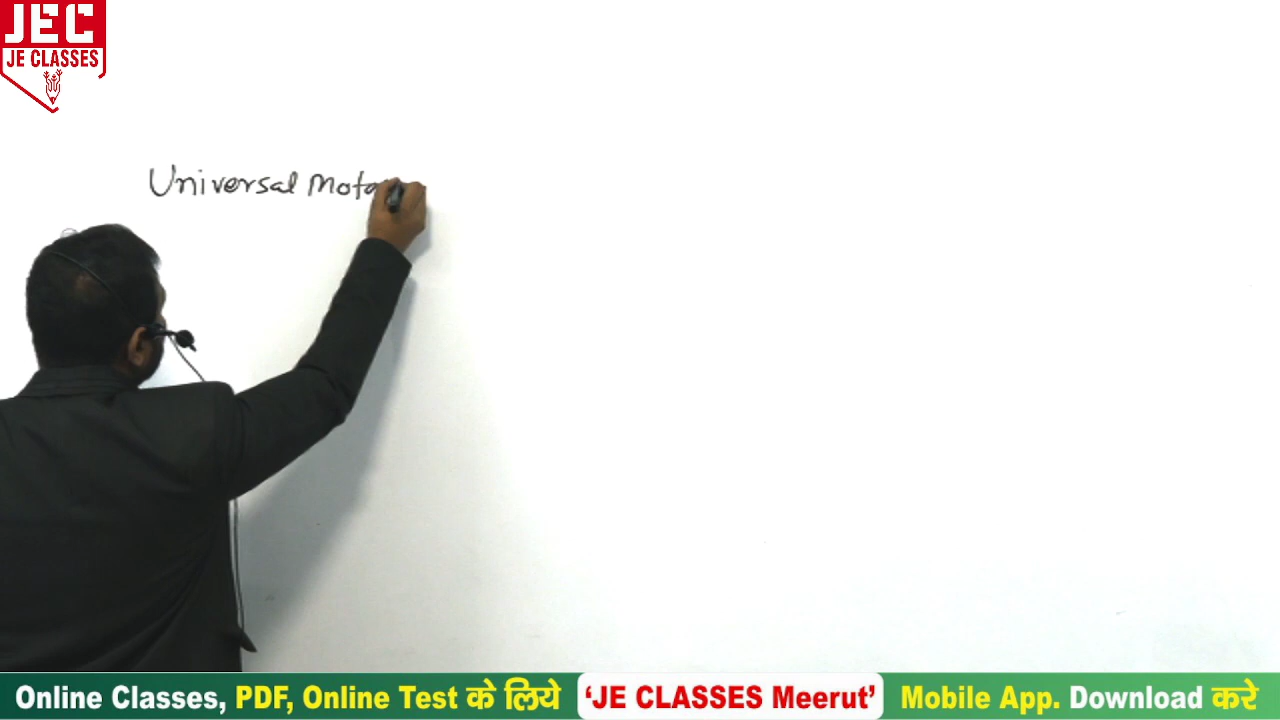 JEC
JE CLASSES
Universal Moto
Online Classes, PDF, Online Test के लिये 'JE CLASSES Meerut' Mobile App. Download करे